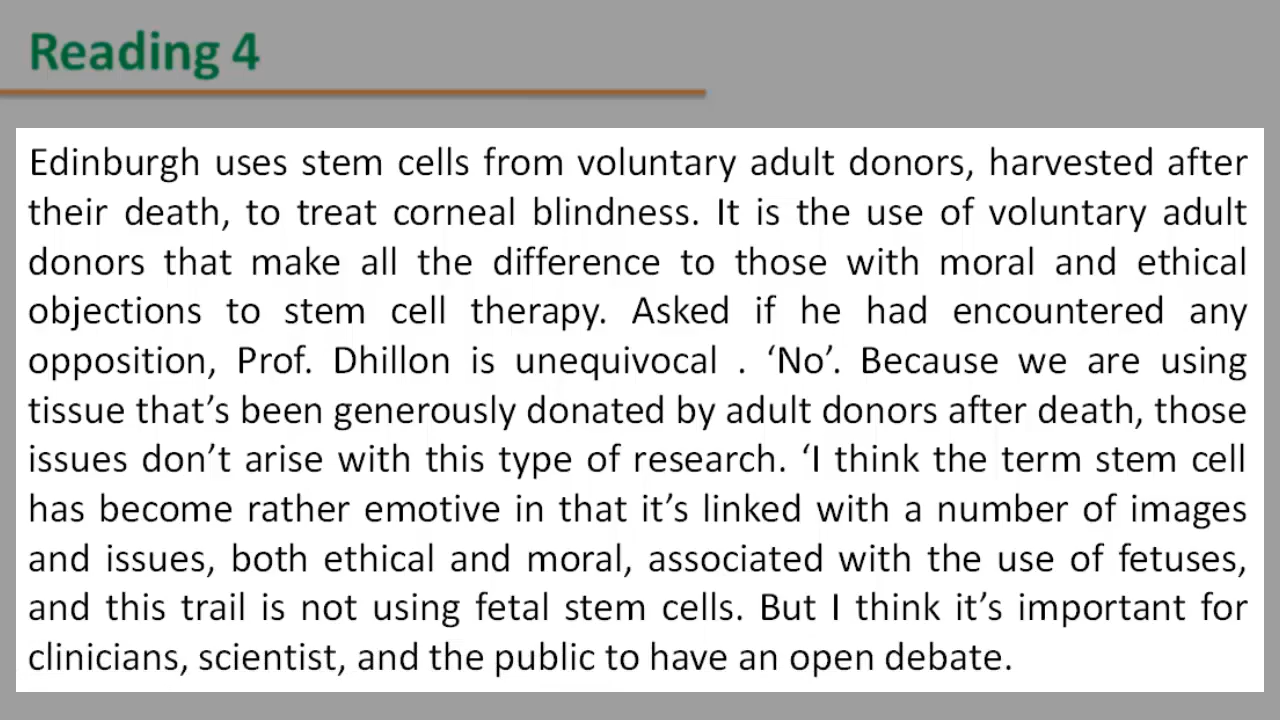 Reading 4
Edinburgh uses stem cells from voluntary adult donors, harvested after
their death, to treat corneal blindness. It is the use of voluntary adult
donors that make all the difference to those with moral and ethical
objections to stem cell therapy. Asked if he had encountered any
opposition, Prof. Dhillon is unequivocal . ‘No’. Because we are using
tissue that’s been generously donated by adult donors after death, those
issues don’t arise with this type of research. ‘I think the term stem cell
has become rather emotive in that it’s linked with a number of images
and issues, both ethical and moral, associated with the use of fetuses,
and this trail is not using fetal stem cells. But I think it’s important for
clinicians, scientist, and the public to have an open debate.